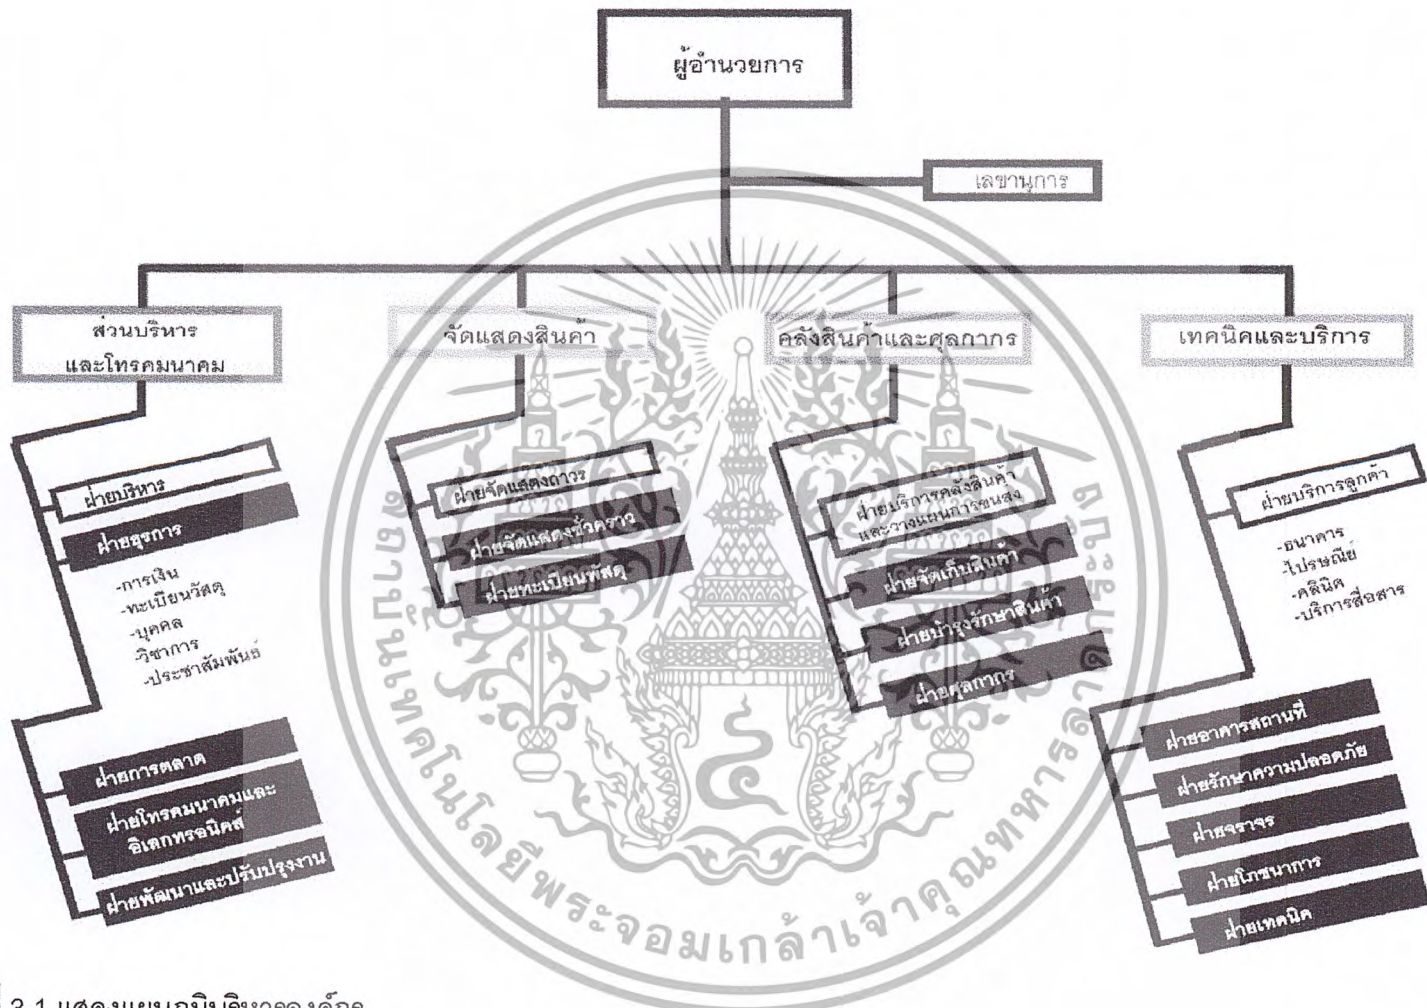 ผู้อำนวยการ
เลขานุการ
ส่วนบริหาร
และโทรคมนาคม
จัดแสดงสินค้า
คลังสินค้าและศุลกากร
เทคนิคและบริการ
ฝ่ายบริหาร
ฝ่ายธุรการ
-การเงิน
-ทะเบียนวัสดุ
-บุคคล
-วิชาการ
-ประชาสัมพันธ์
ฝ่ายการตลาด
ฝ่ายโทรคมนาคมและ
อิเลกทรอนิคส์
ฝ่ายพัฒนาและปรับปรุงงาน
ฝ่ายจัดแสดงถาวร
ฝ่ายจัดแสดงชั่วคราว
ฝ่ายทะเบียนพัสดุ
ฝ่ายบริการคลังสินค้า
และวางแผนการขนส่ง
ฝ่ายจัดเก็บสินค้า
ฝ่ายบำรุงรักษาสินค้า
ฝ่ายศุลกากร
ฝ่ายบริการลูกค้า
-ธนาคาร
-ไปรษณีย์
-คลินิค
-บริการสื่อสาร
ฝ่ายอาคารสถานที่
ฝ่ายรักษาความปลอดภัย
ฝ่ายจราจร
ฝ่ายโภชนาการ
ฝ่ายเทคนิค
สถาบันเทคโนโลยีพระจอมเกล้าเจ้าคุณทหารลาดกระบัง
3.1 แสดงแผนภูมิบริหารองค์กร